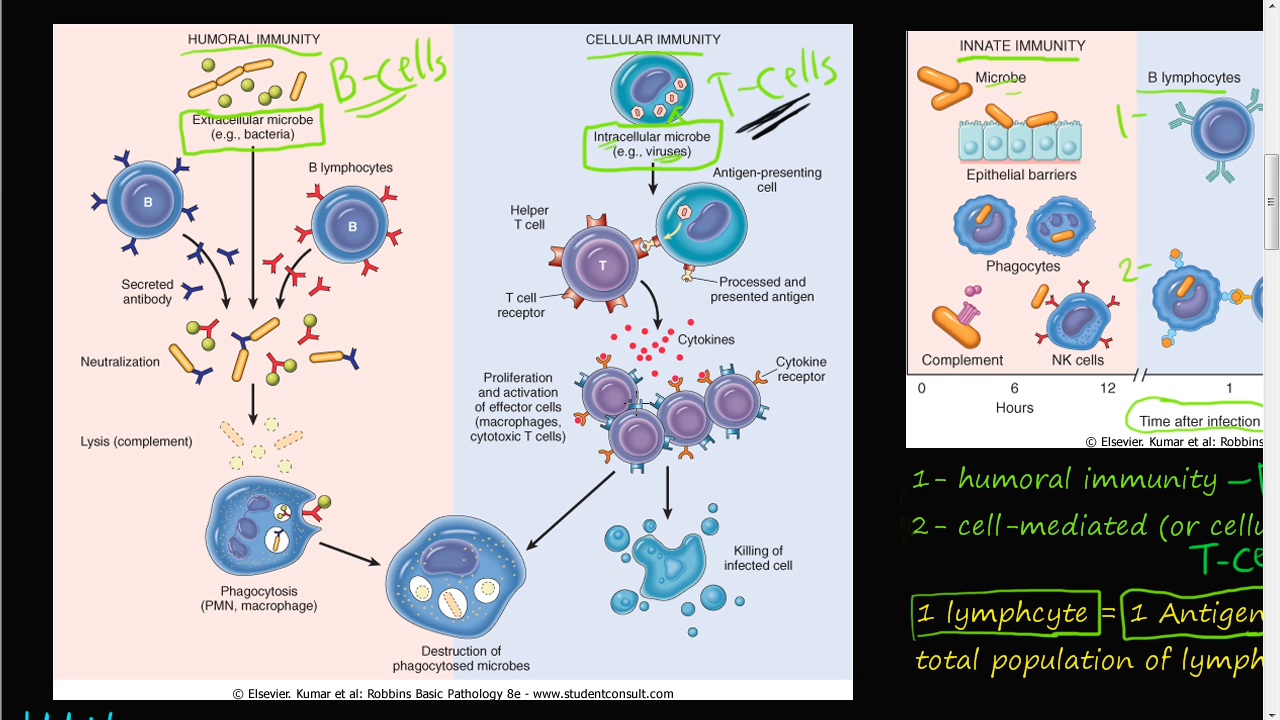 HUMORAL IMMUNITY
B-cells
Extracellular microbe
(e.g., bacteria)
B lymphocytes
B
B
Secreted
antibody
Neutralization
Lysis (complement)
Phagocytosis
(PMN, macrophage)
CELLULAR IMMUNITY
T-cells
Intracellular microbe
(e.g., viruses)
Antigen-presenting
cell
Helper
T cell
T
T cell
receptor
Processed and
presented antigen
Cytokines
Cytokine
receptor
Proliferation
and activation
of effector cells
(macrophages,
cytotoxic T cells)
Killing of
infected cell
Destruction of
phagocytosed microbes
© Elsevier. Kumar et al: Robbins Basic Pathology 8e - www.studentconsult.com
INNATE IMMUNITY
Microbe
Epithelial barriers
Phagocytes
Complement
NK cells
B lymphocytes
1-
2-
0 6 12 1
Hours
Time after infection
© Elsevier. Kumar et al: Robbins
1- humoral immunity -
2- cell-mediated (or cellu
T-ce
1 lymphcyte = 1 Antigen
total population of lymph